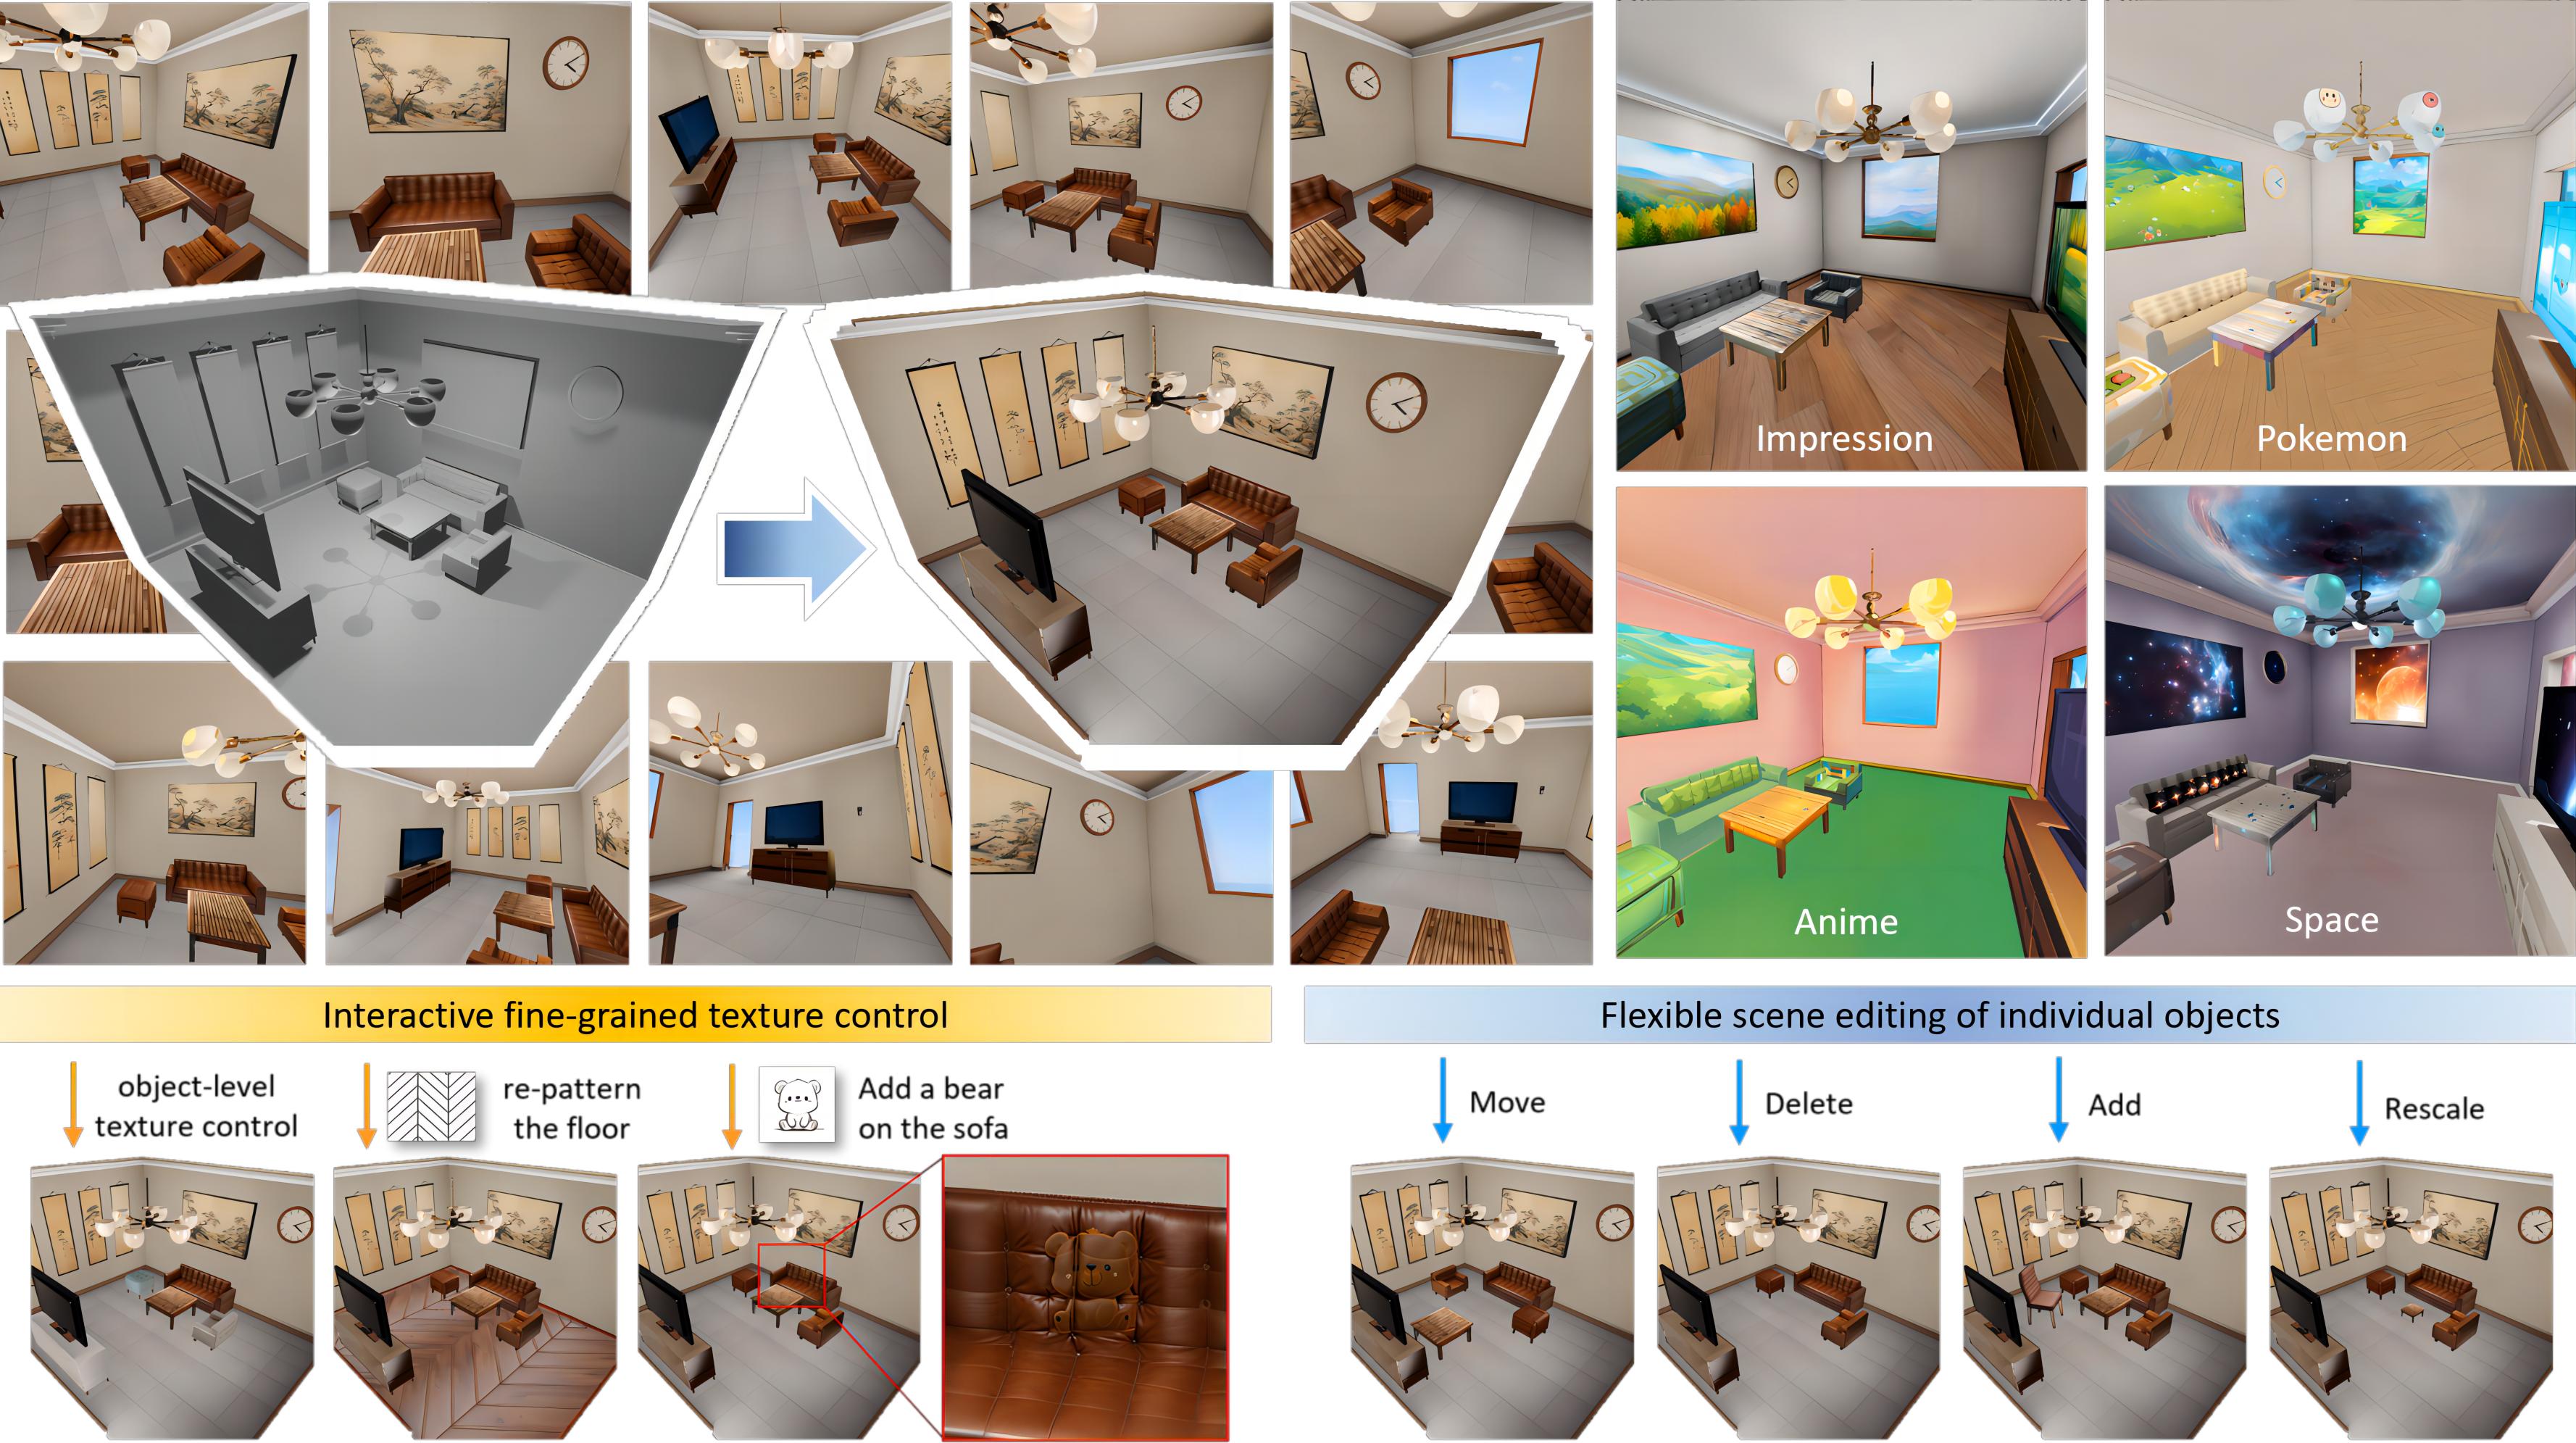 Impression
Pokemon
Anime
Space
Interactive fine-grained texture control
Flexible scene editing of individual objects
object-level
texture control
re-pattern
the floor
Add a bear
on the sofa
Move
Delete
Add
Rescale